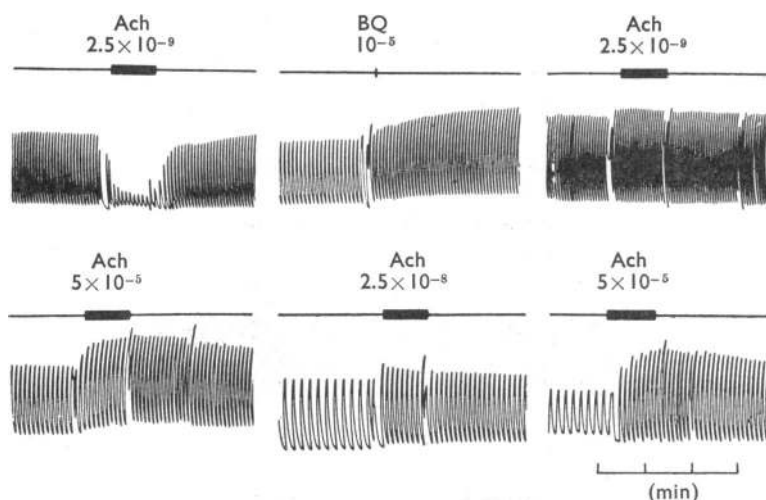 Ach
2.5 × 10⁻⁹
BQ
10⁻⁵
Ach
2.5 × 10⁻⁹
Ach
5 × 10⁻⁵
Ach
2.5 × 10⁻⁸
Ach
5 × 10⁻⁵
(min)